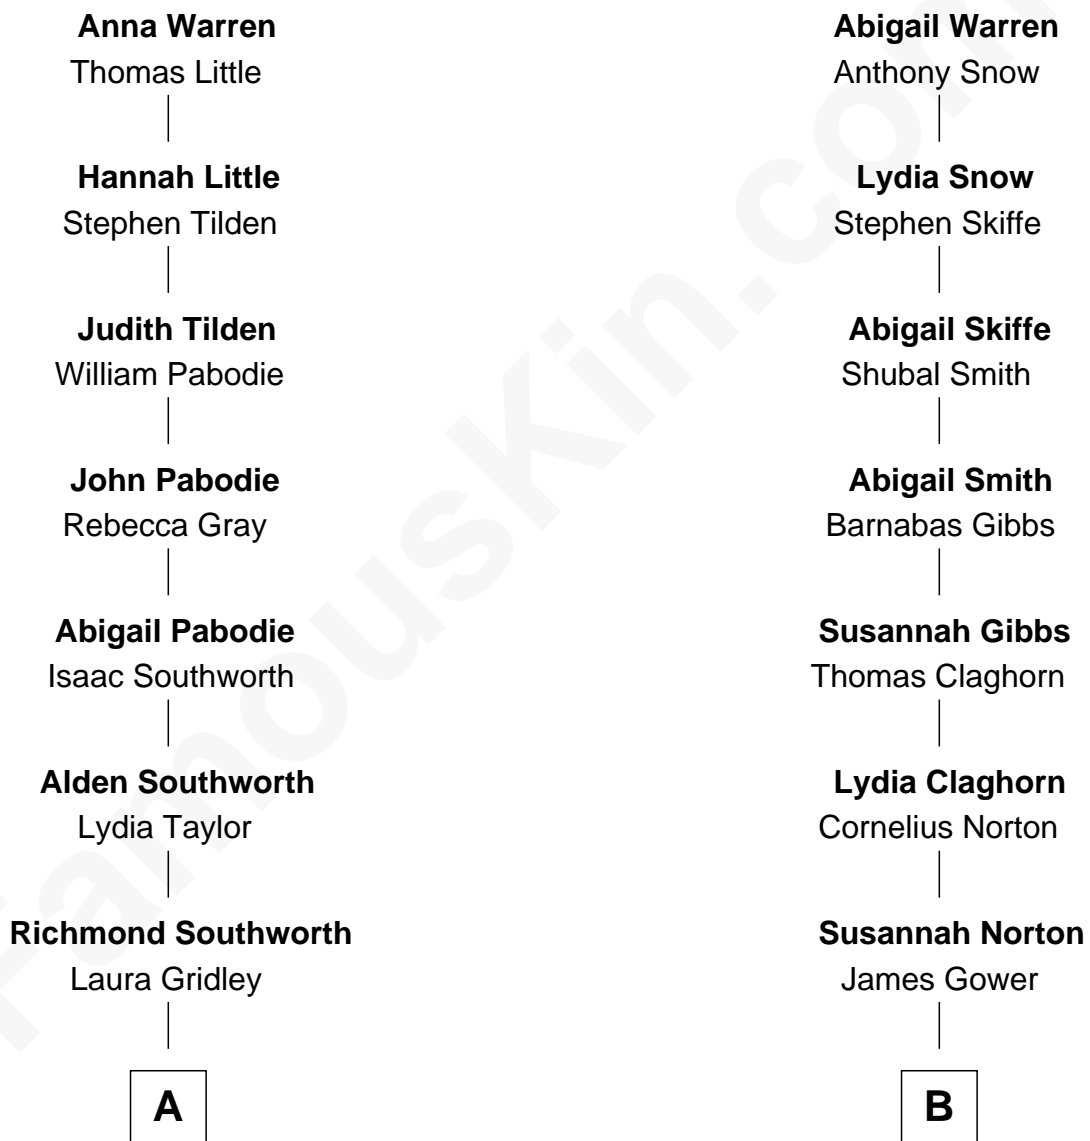 Anna Warren
Thomas Little
Hannah Little
Stephen Tilden
Judith Tilden
William Pabodie
John Pabodie
Rebecca Gray
Abigail Pabodie
Isaac Southworth
Alden Southworth
Lydia Taylor
Richmond Southworth
Laura Gridley
A
Abigail Warren
Anthony Snow
Lydia Snow
Stephen Skiffe
Abigail Skiffe
Shubal Smith
Abigail Smith
Barnabas Gibbs
Susannah Gibbs
Thomas Claghorn
Lydia Claghorn
Cornelius Norton
Susannah Norton
James Gower
B
FamousKin.com